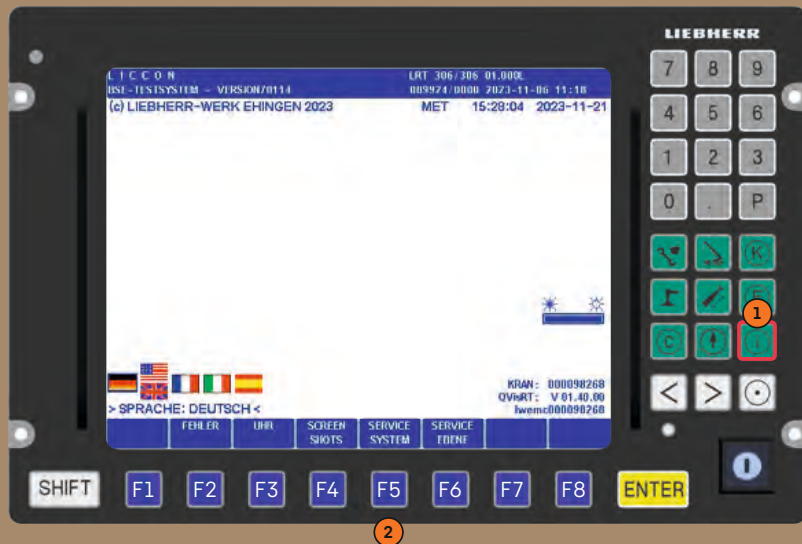 LIEBHERR
LICCON
LRT 306/306 01.000L
BSE-TESTSYSTEM - VERSION70114
009924/0000 2023-11-06 11:18
(c) LIEBHERR-WERK EHINGEN 2023
MET 15:28:04 2023-11-21
7 8 9
4 5 6
1 2 3
0 . P
K
E
1
C i
KRAN: 000098268
QVisRT: V 01.40.00
lwemc000098268
> SPRACHE: DEUTSCH <
FEHLER UHR SCREEN SHOTS SERVICE SYSTEM SERVICE EBENE
< >
SHIFT F1 F2 F3 F4 F5 F6 F7 F8 ENTER
2